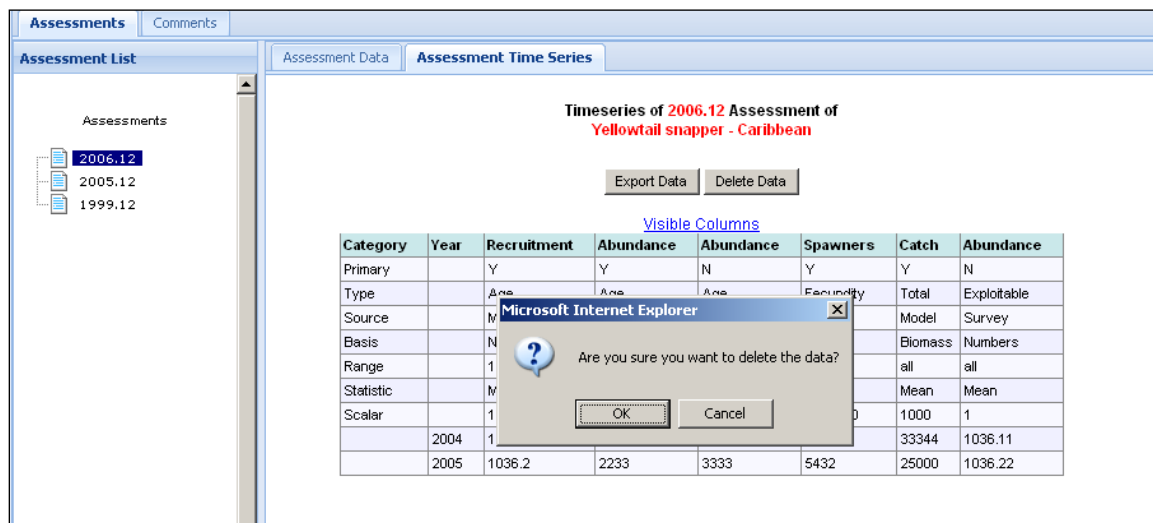 Assessments Comments
Assessment List
Assessment Data Assessment Time Series
Assessments
2006.12
2005.12
1999.12
Timeseries of 2006.12 Assessment of
Yellowtail snapper - Caribbean
Export Data Delete Data
Visible Columns
Category Year Recruitment Abundance Abundance Spawners Catch Abundance
Primary Y Y N Y Y N
Type Age Age Age Fecundity Total Exploitable
Source Model Survey
Basis Biomass Numbers
Range all all
Statistic Mean Mean
Scalar 1000 1
2004 33344 1036.11
2005 1036.2 2233 3333 5432 25000 1036.22
Microsoft Internet Explorer
Are you sure you want to delete the data?
OK Cancel